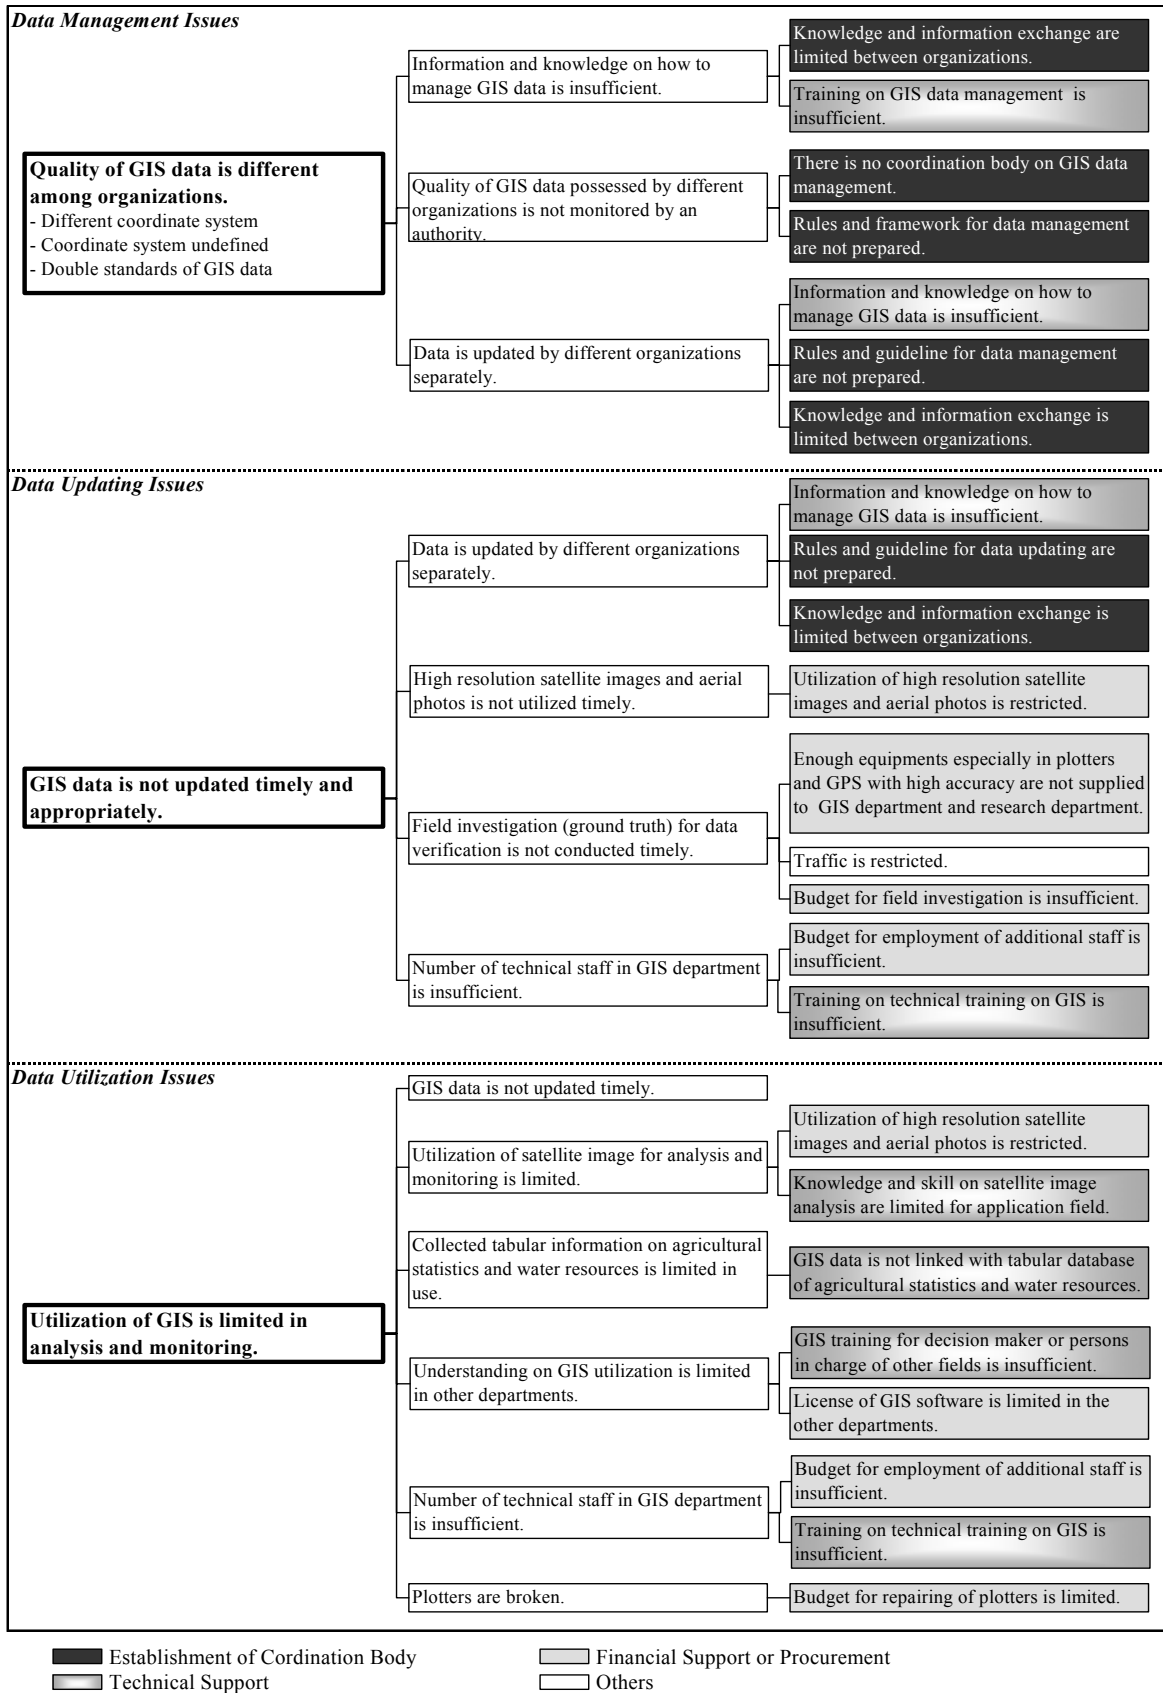 Data Management Issues
Knowledge and information exchange are
limited between organizations.
Information and knowledge on how to
manage GIS data is insufficient.
Training on GIS data management is
insufficient.
There is no coordination body on GIS data
management.
Quality of GIS data is different
among organizations.
- Different coordinate system
- Coordinate system undefined
- Double standards of GIS data
Quality of GIS data possessed by different
organizations is not monitored by an
authority.
Rules and framework for data management
are not prepared.
Information and knowledge on how to
manage GIS data is insufficient.
Data is updated by different organizations
separately.
Rules and guideline for data management
are not prepared.
Knowledge and information exchange is
limited between organizations.
Data Updating Issues
Information and knowledge on how to
manage GIS data is insufficient.
Data is updated by different organizations
separately.
Rules and guideline for data updating are
not prepared.
Knowledge and information exchange is
limited between organizations.
High resolution satellite images and aerial
photos is not utilized timely.
Utilization of high resolution satellite
images and aerial photos is restricted.
GIS data is not updated timely and
appropriately.
Enough equipments especially in plotters
and GPS with high accuracy are not supplied
to GIS department and research department.
Field investigation (ground truth) for data
verification is not conducted timely.
Traffic is restricted.
Budget for field investigation is insufficient.
Budget for employment of additional staff is
insufficient.
Number of technical staff in GIS department
is insufficient.
Training on technical training on GIS is
insufficient.
Data Utilization Issues
GIS data is not updated timely.
Utilization of high resolution satellite
images and aerial photos is restricted.
Utilization of satellite image for analysis and
monitoring is limited.
Knowledge and skill on satellite image
analysis are limited for application field.
Collected tabular information on agricultural
statistics and water resources is limited in
use.
GIS data is not linked with tabular database
of agricultural statistics and water resources.
Utilization of GIS is limited in
analysis and monitoring.
GIS training for decision maker or persons
in charge of other fields is insufficient.
Understanding on GIS utilization is limited
in other departments.
License of GIS software is limited in the
other departments.
Budget for employment of additional staff is
insufficient.
Number of technical staff in GIS department
is insufficient.
Training on technical training on GIS is
insufficient.
Plotters are broken.
Budget for repairing of plotters is limited.
Establishment of Cordination Body
Financial Support or Procurement
Technical Support
Others